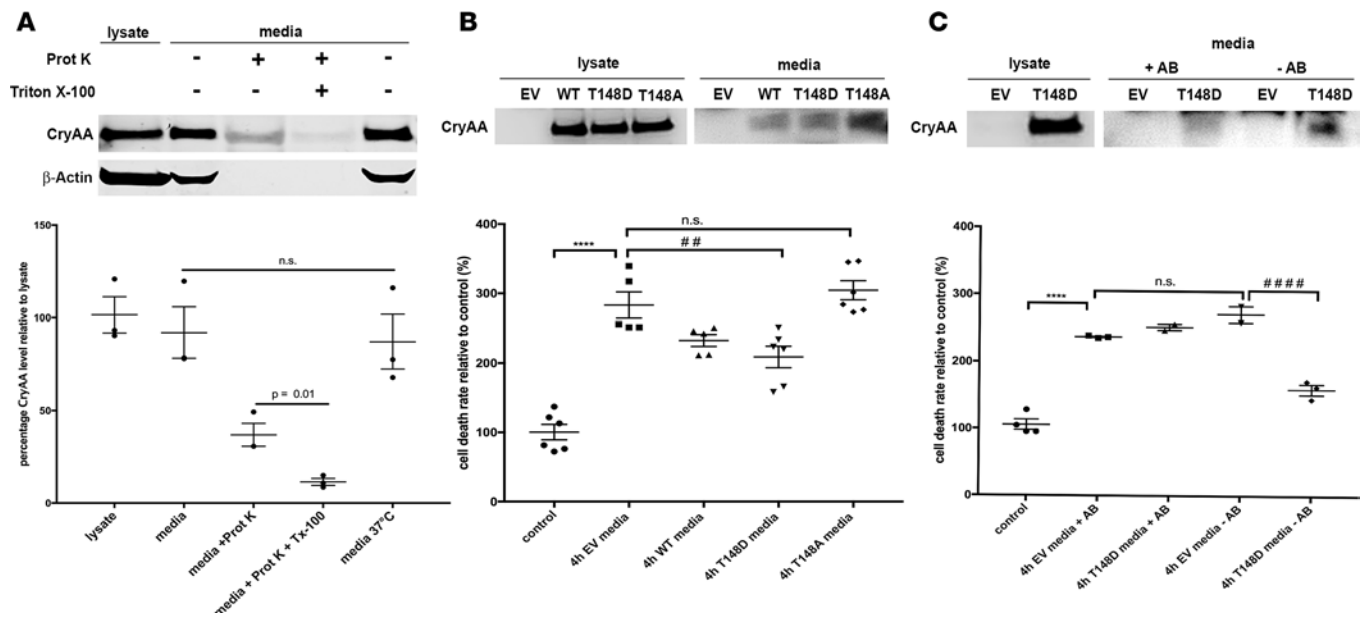 A
lysate media
Prot K - + + -
Triton X-100 - - + -
CryAA
β-Actin
percentage CryAA level relative to lysate
150
100
50
0
n.s.
p = 0.01
lysate
media
media +Prot K
media + Prot K + Tx-100
media 37°C
B
lysate media
EV WT T148D T148A EV WT T148D T148A
CryAA
cell death rate relative to control (%)
400
300
200
100
0
n.s.
**** ##
control
4h EV media
4h WT media
4h T148D media
4h T148A media
C
media
lysate + AB - AB
EV T148D EV T148D EV T148D
CryAA
cell death rate relative to control (%)
400
300
200
100
0
**** n.s. ####
control
4h EV media + AB
4h T148D media + AB
4h EV media - AB
4h T148D media - AB